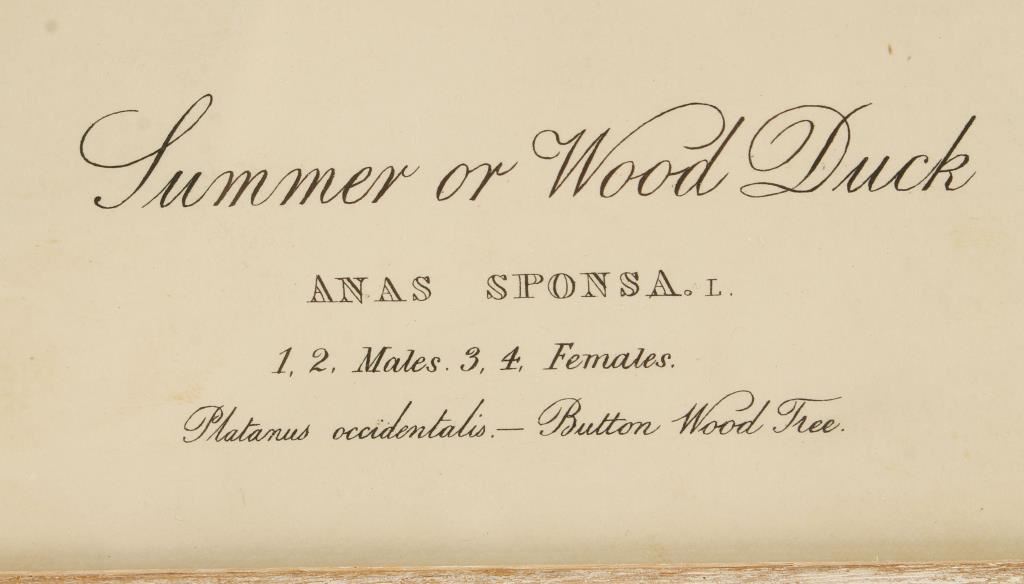 Summer or Wood Duck
ANAS SPONSA. L.
1, 2, Males. 3, 4, Females.
Platanus occidentalis.— Button Wood Tree.